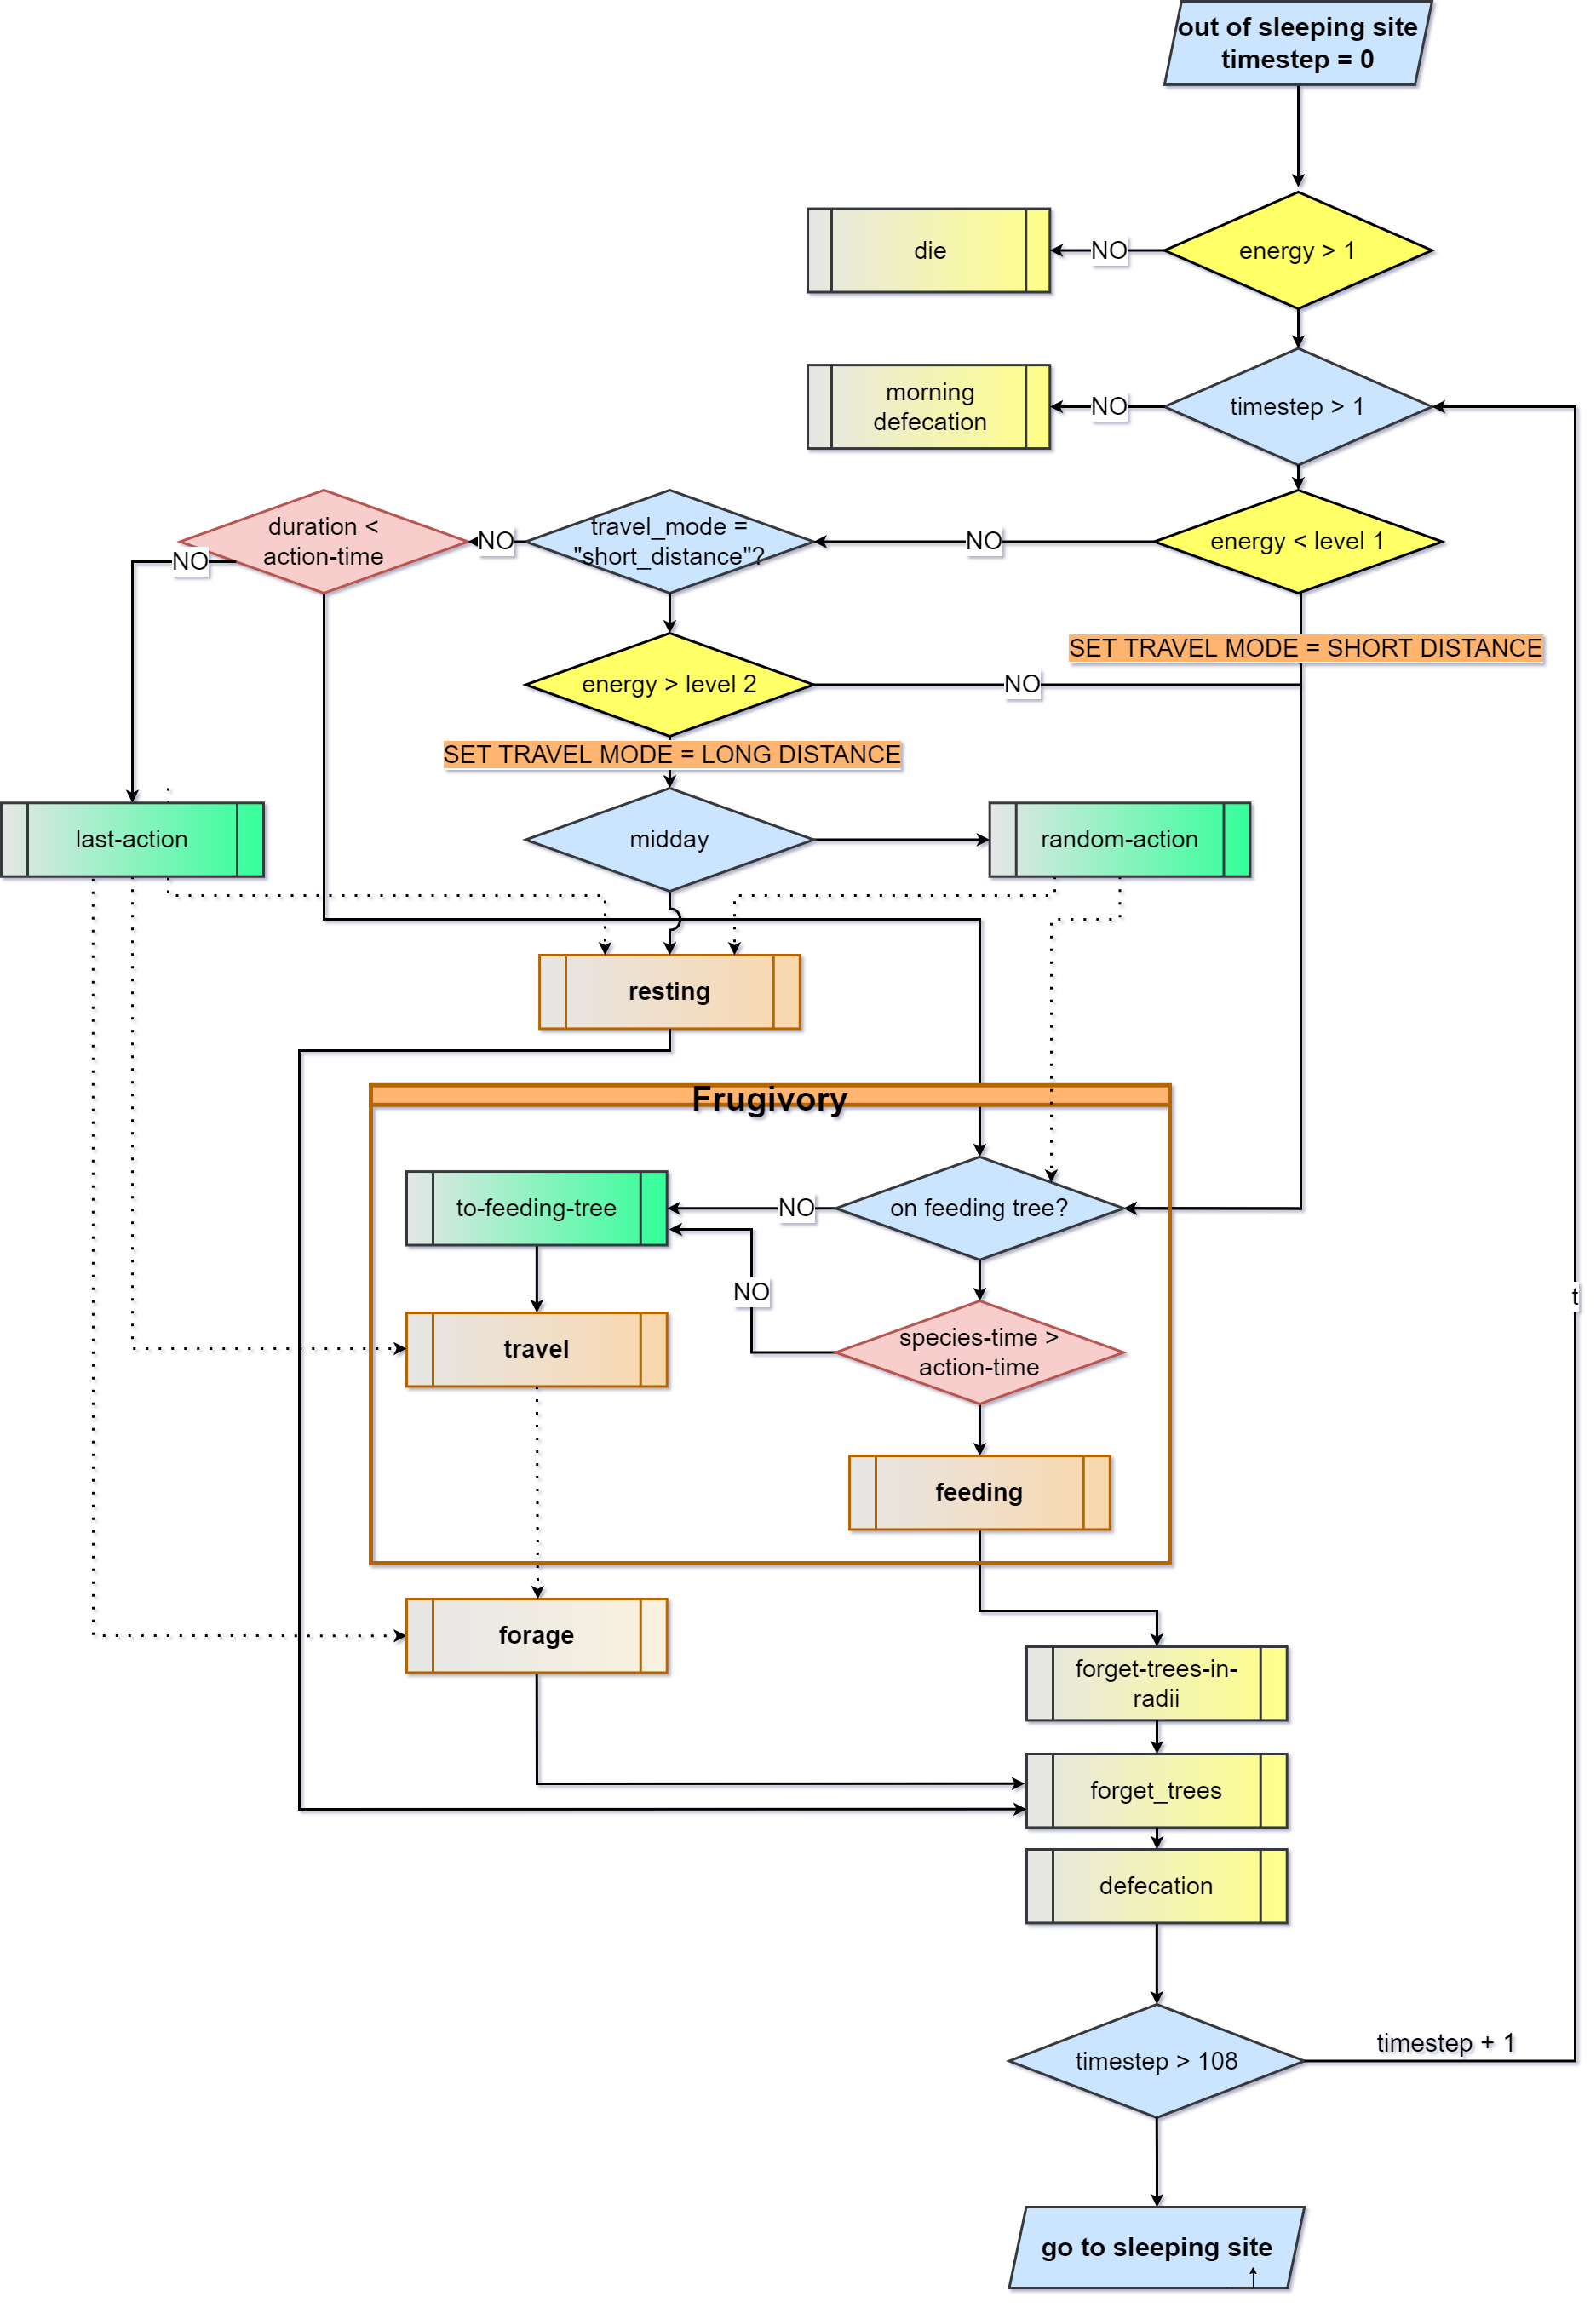 out of sleeping site
timestep = 0
energy > 1
NO
die
timestep > 1
NO
morning
defecation
energy < level 1
NO
travel_mode =
"short_distance"?
NO
duration <
action-time
NO
SET TRAVEL MODE = SHORT DISTANCE
energy > level 2
NO
SET TRAVEL MODE = LONG DISTANCE
last-action
midday
random-action
resting
Frugivory
to-feeding-tree
NO
on feeding tree?
NO
t
travel
species-time >
action-time
feeding
forage
forget-trees-in-
radii
forget_trees
defecation
timestep > 108
timestep + 1
go to sleeping site